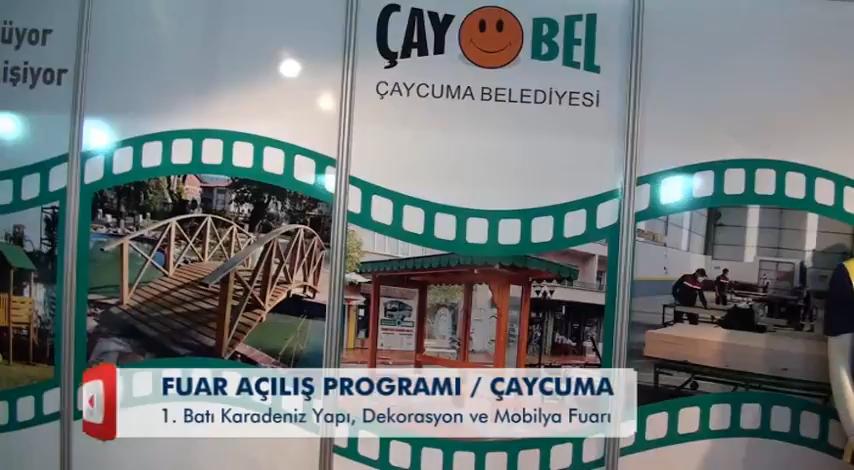 üyor
işiyor
ÇAY BEL
ÇAYCUMA BELEDİYESİ
FUAR AÇILIŞ PROGRAMI / ÇAYCUMA
1. Batı Karadeniz Yapı, Dekorasyon ve Mobilya Fuarı